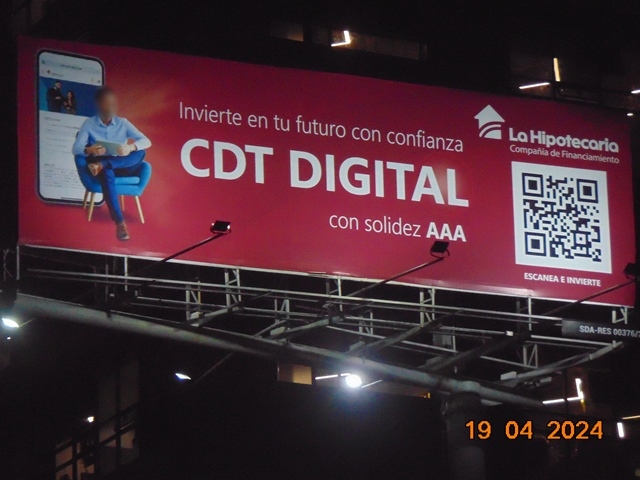 Invierte en tu futuro con confianza
CDT DIGITAL
con solidez AAA
La Hipotecaria
Compañía de Financiamiento
ESCANEA E INVIERTE
SDA-RES 00376/2
19 04 2024